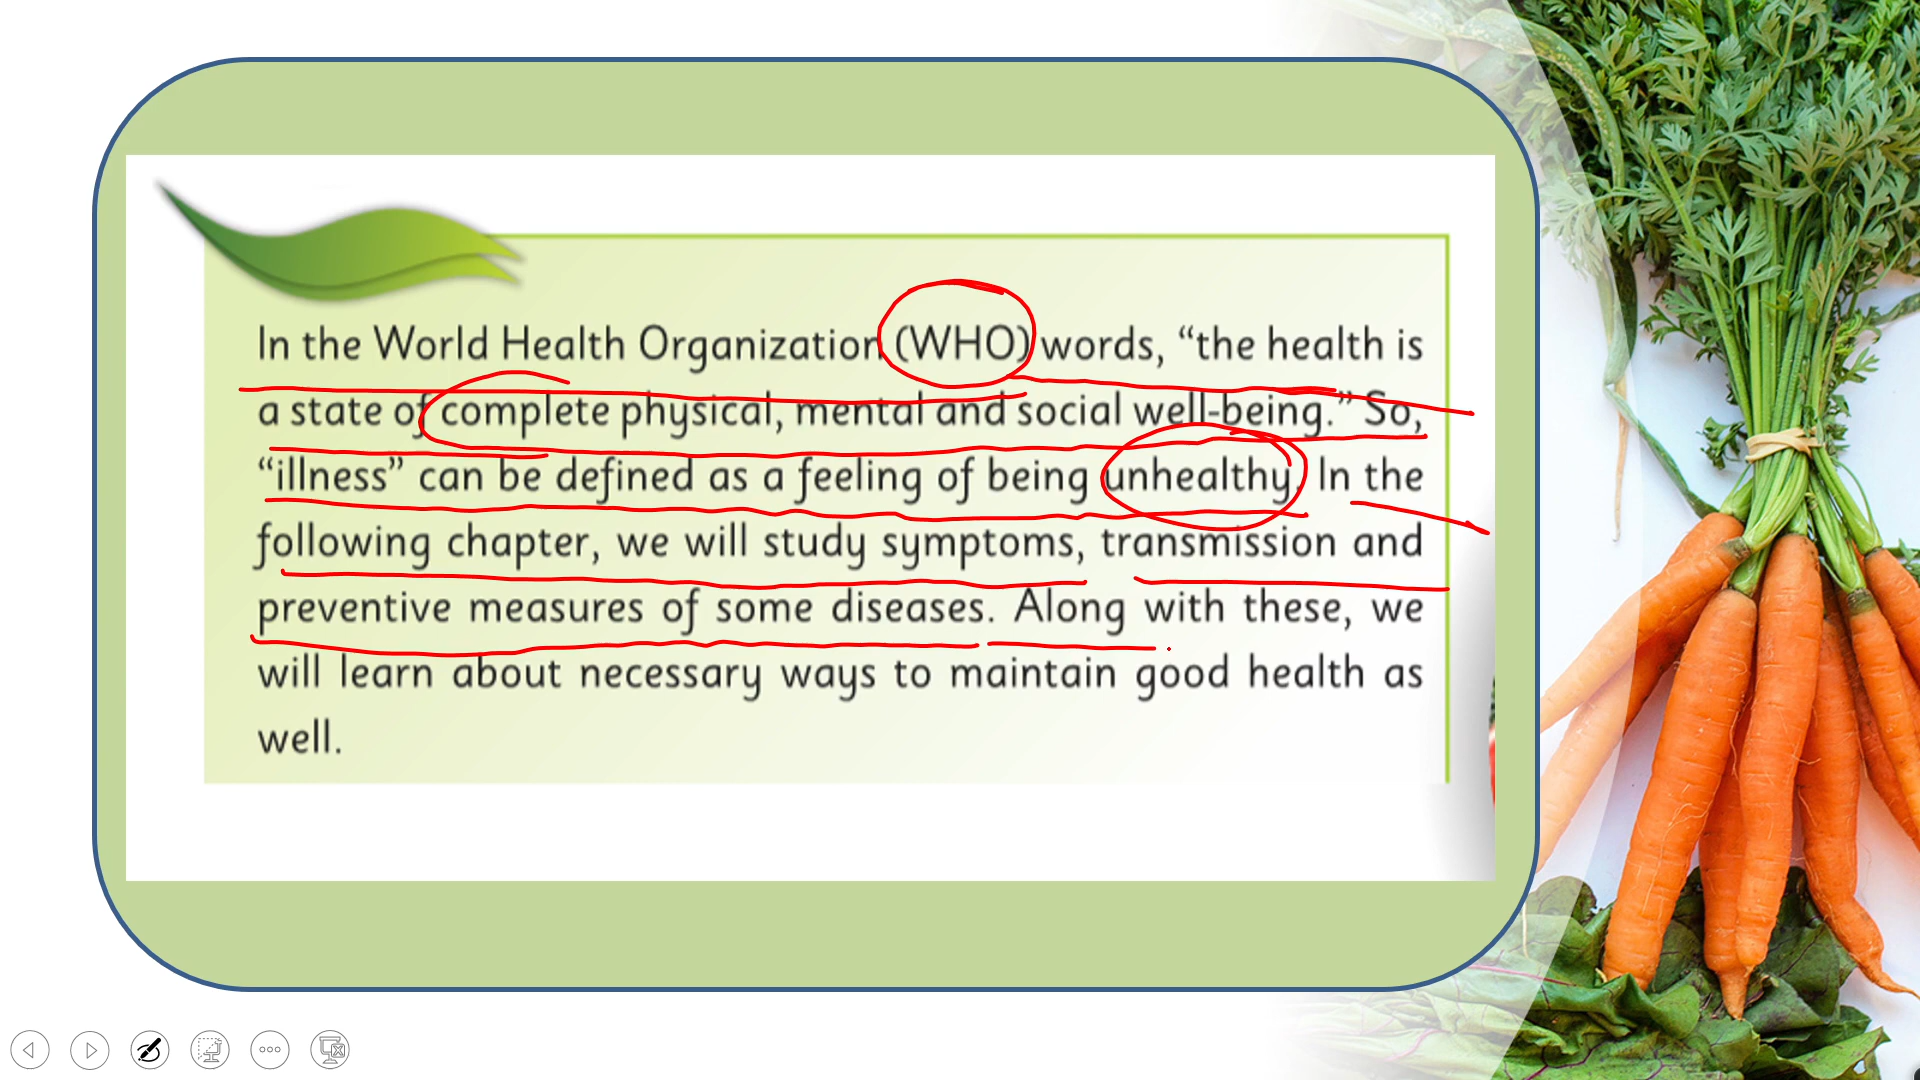 In the World Health Organization (WHO) words, “the health is
a state of complete physical, mental and social well-being.” So,
“illness” can be defined as a feeling of being unhealthy. In the
following chapter, we will study symptoms, transmission and
preventive measures of some diseases. Along with these, we
will learn about necessary ways to maintain good health as
well.